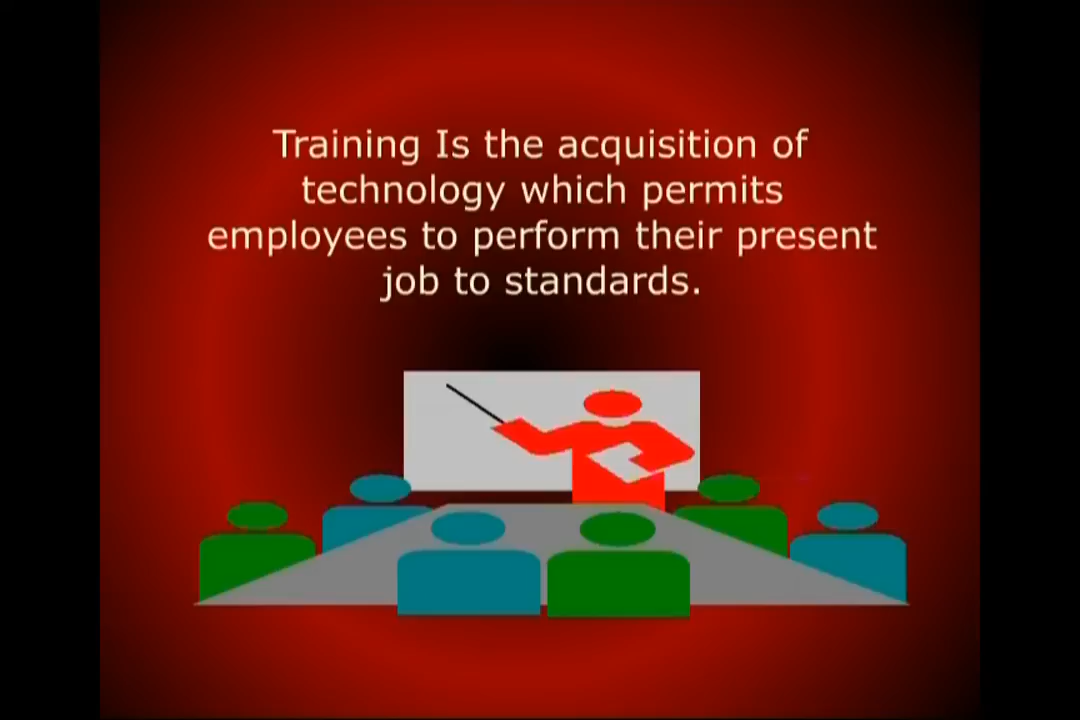 Training Is the acquisition of
technology which permits
employees to perform their present
job to standards.